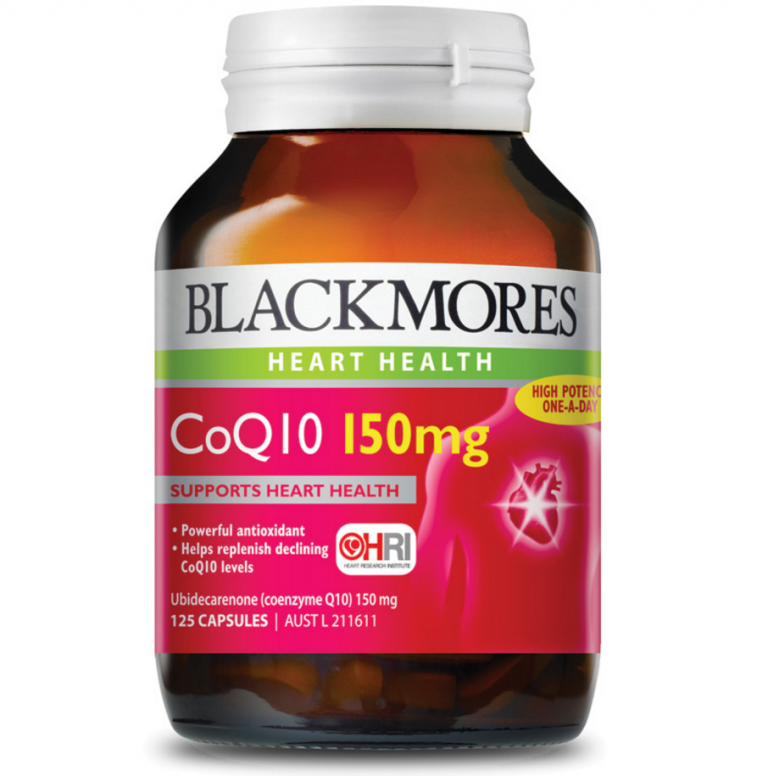 BLACKMORES
HEART HEALTH
HIGH POTENC
ONE-A-DAY
CoQ10 150mg
SUPPORTS HEART HEALTH
• Powerful antioxidant
• Helps replenish declining
CoQ10 levels
HRI
HEART RESEARCH INSTITUTE
Ubidecarenone (coenzyme Q10) 150 mg
125 CAPSULES | AUST L 211611